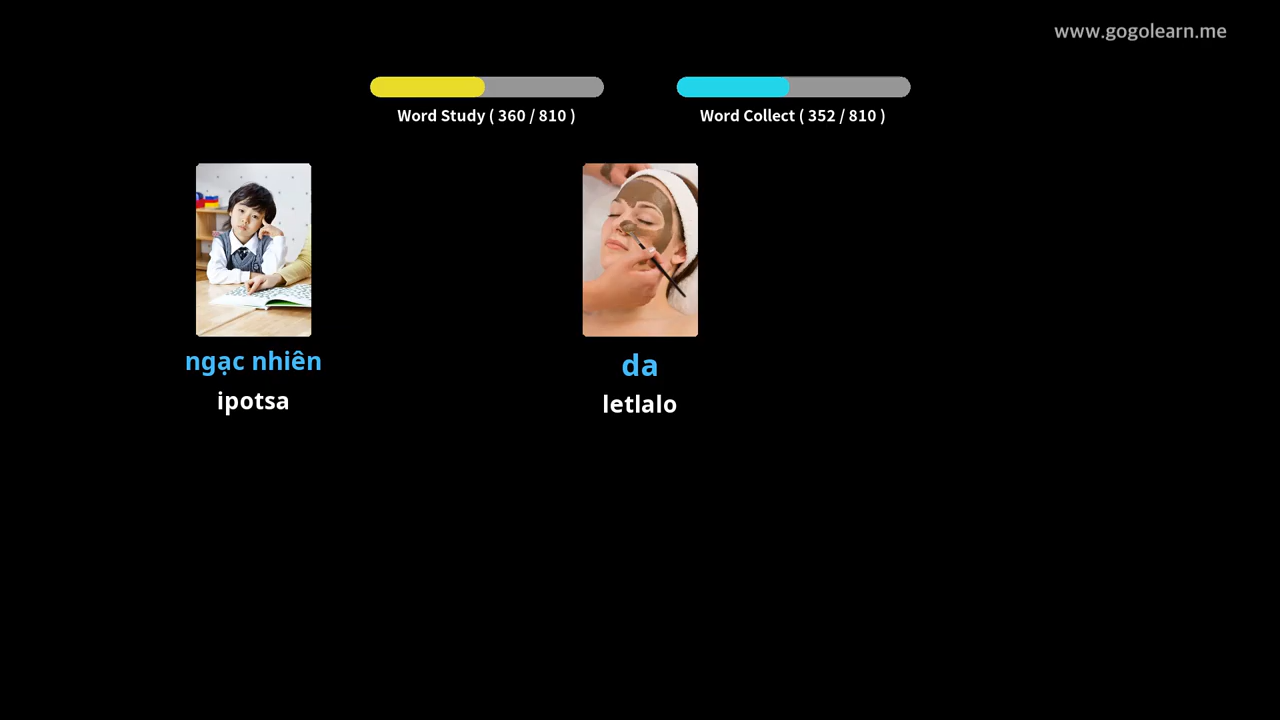 www.gogolearn.me
Word Study ( 360 / 810 )
Word Collect ( 352 / 810 )
ngạc nhiên
ipotsa
da
letlalo